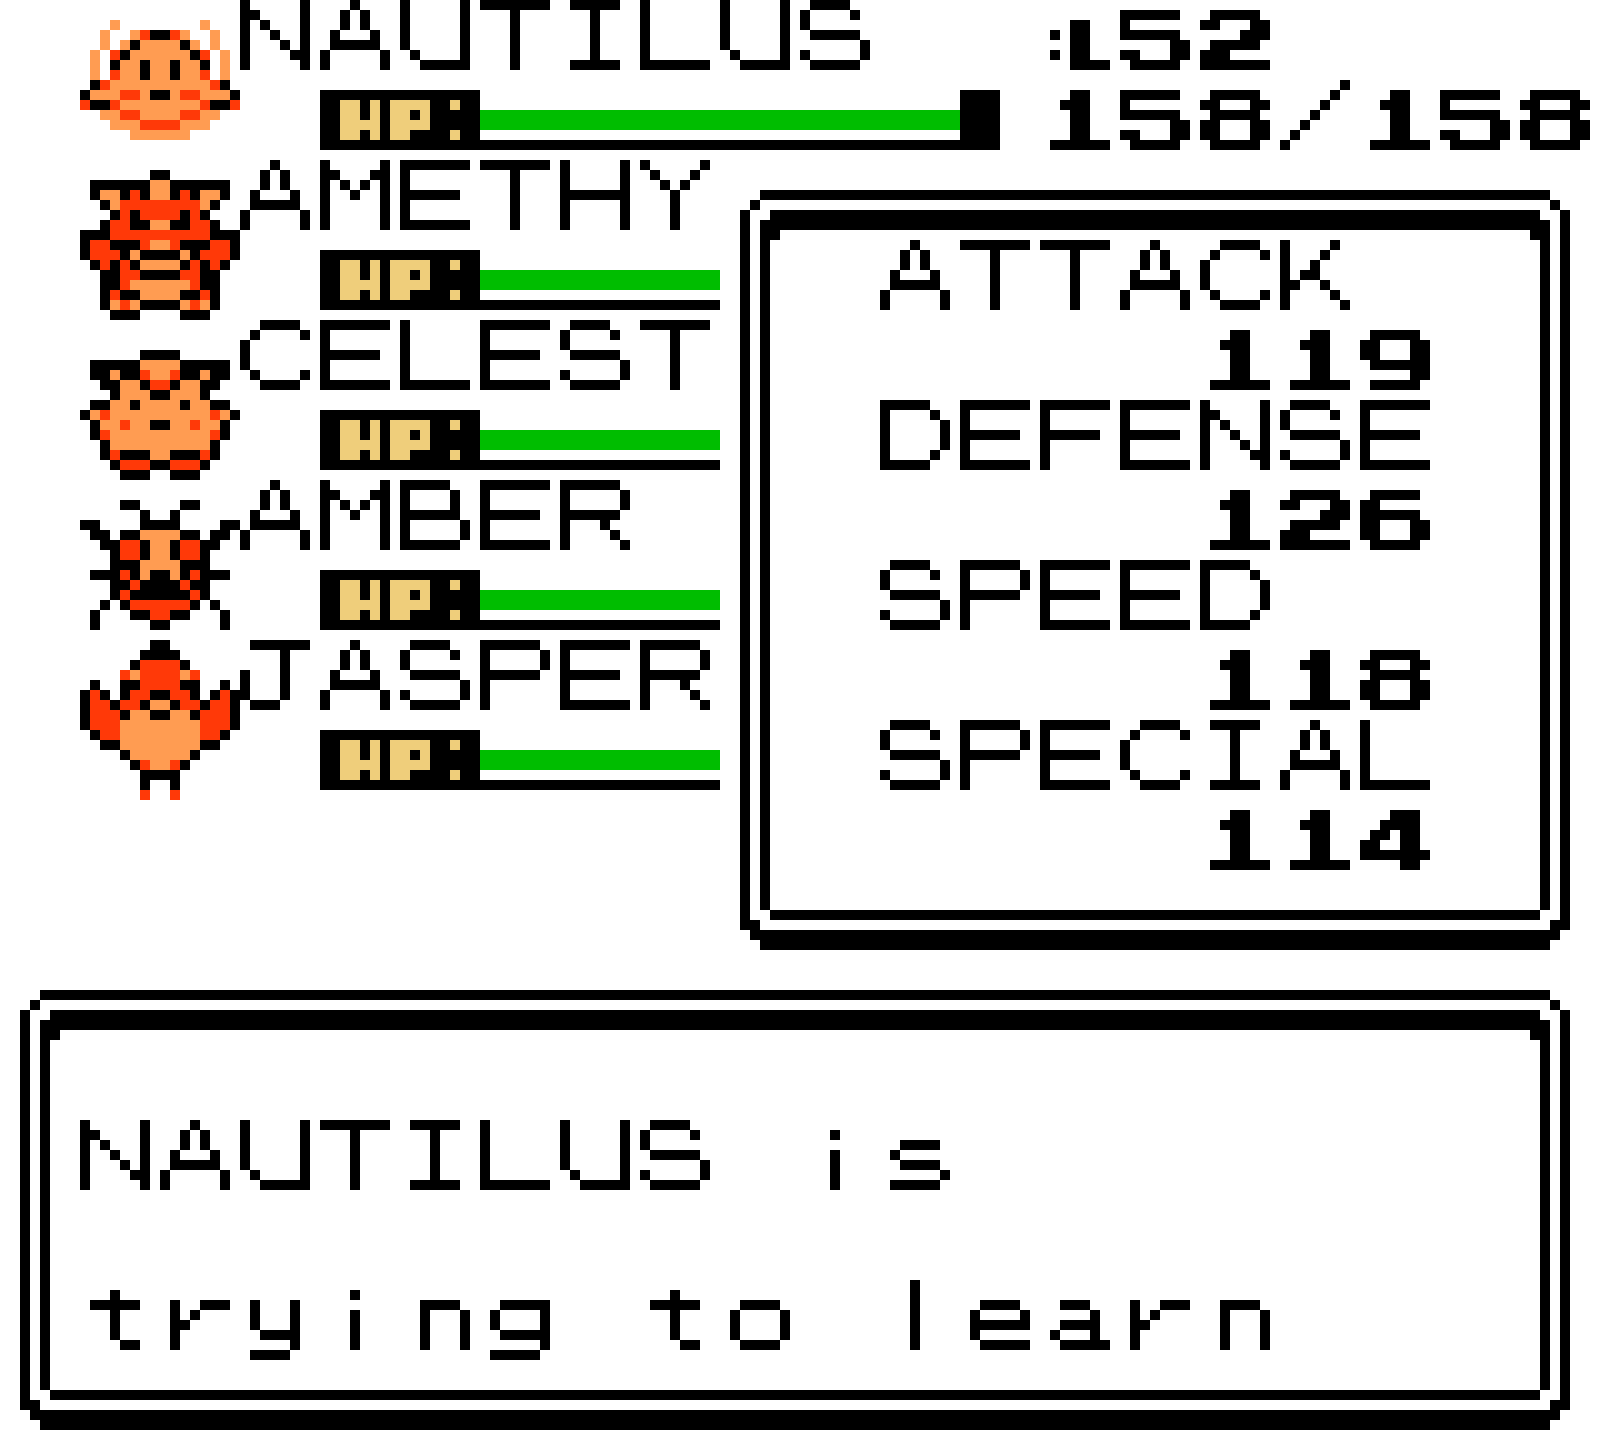 NAUTILUS :L52
HP: 158/158
AMETHY
HP:
CELEST
HP:
AMBER
HP:
JASPER
HP:
ATTACK
119
DEFENSE
126
SPEED
118
SPECIAL
114
NAUTILUS is
trying to learn